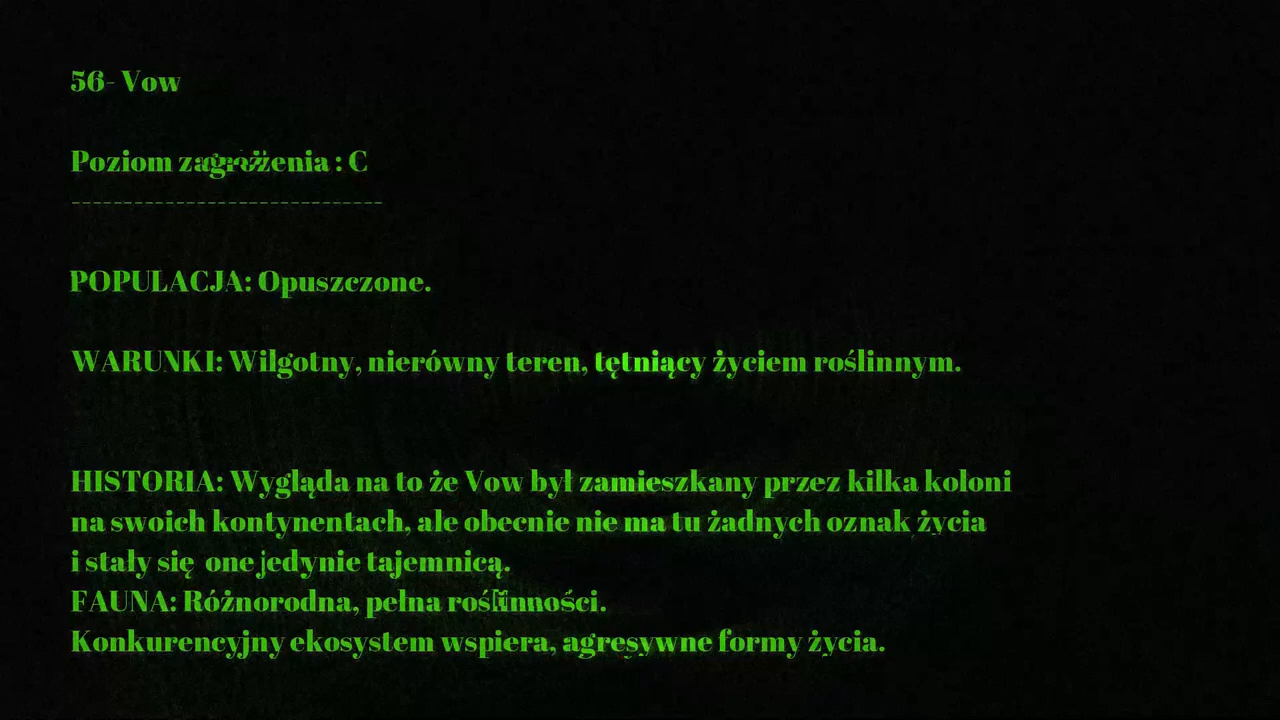 56- Vow
Poziom zagrożenia : C
------------------------------
POPULACJA: Opuszczone.
WARUNKI: Wilgotny, nierówny teren, tętniący życiem roślinnym.
HISTORIA: Wygląda na to że Vow był zamieszkany przez kilka koloni
na swoich kontynentach, ale obecnie nie ma tu żadnych oznak życia
i stały się one jedynie tajemnicą.
FAUNA: Różnorodna, pełna roślinności.
Konkurencyjny ekosystem wspiera, agresywne formy życia.